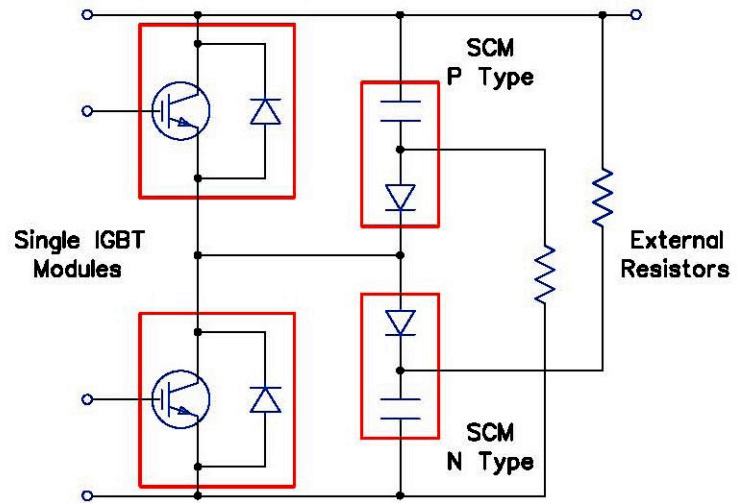 SCM
P Type
Single IGBT
Modules
External
Resistors
SCM
N Type